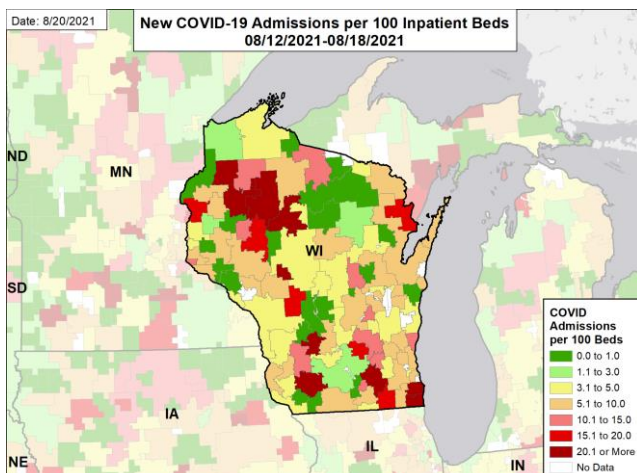 Date: 8/20/2021
New COVID-19 Admissions per 100 Inpatient Beds
08/12/2021-08/18/2021
ND
MN
WI
SD
IA
NE
IL
IN
COVID
Admissions
per 100 Beds
0.0 to 1.0
1.1 to 3.0
3.1 to 5.0
5.1 to 10.0
10.1 to 15.0
15.1 to 20.0
20.1 or More
No Data